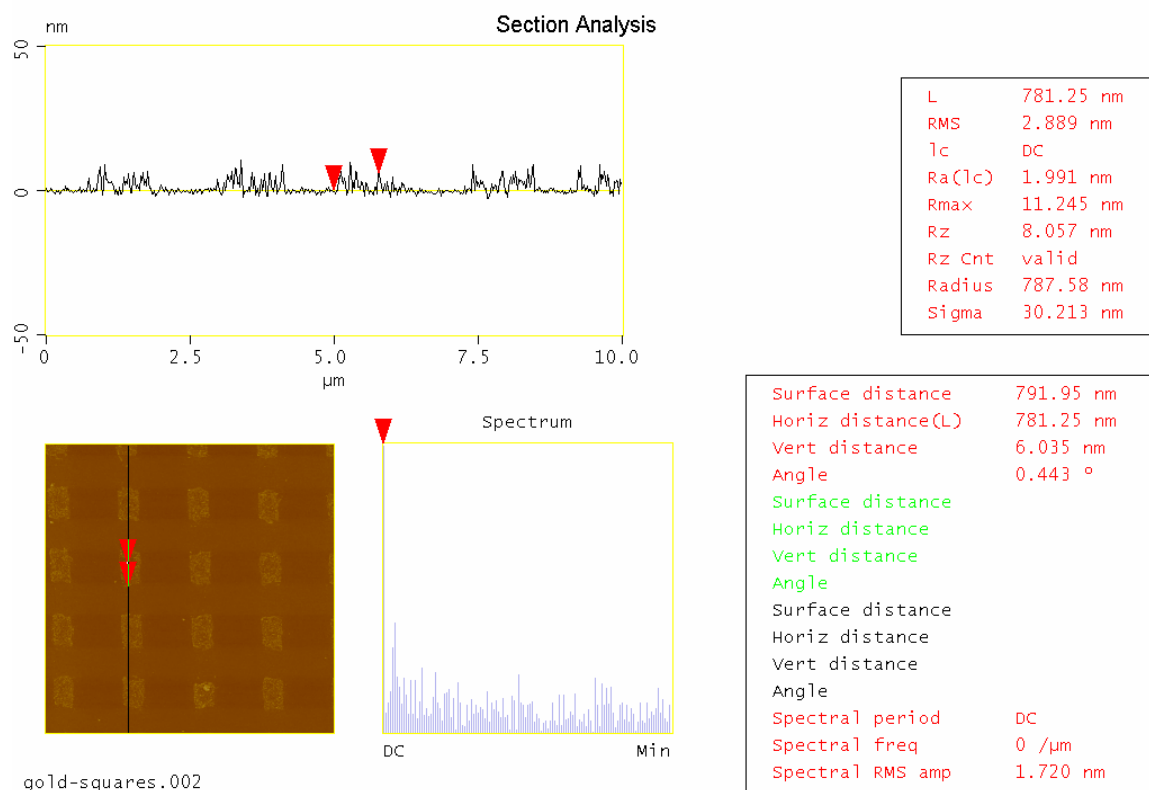 Section Analysis
nm
50
0
-50
0 2.5 5.0 7.5 10.0
µm
L 781.25 nm
RMS 2.889 nm
lc DC
Ra(lc) 1.991 nm
Rmax 11.245 nm
Rz 8.057 nm
Rz Cnt valid
Radius 787.58 nm
Sigma 30.213 nm
Spectrum
DC Min
Surface distance 791.95 nm
Horiz distance(L) 781.25 nm
Vert distance 6.035 nm
Angle 0.443 º
Surface distance
Horiz distance
Vert distance
Angle
Surface distance
Horiz distance
Vert distance
Angle
Spectral period DC
Spectral freq 0 /µm
Spectral RMS amp 1.720 nm
gold-squares.002